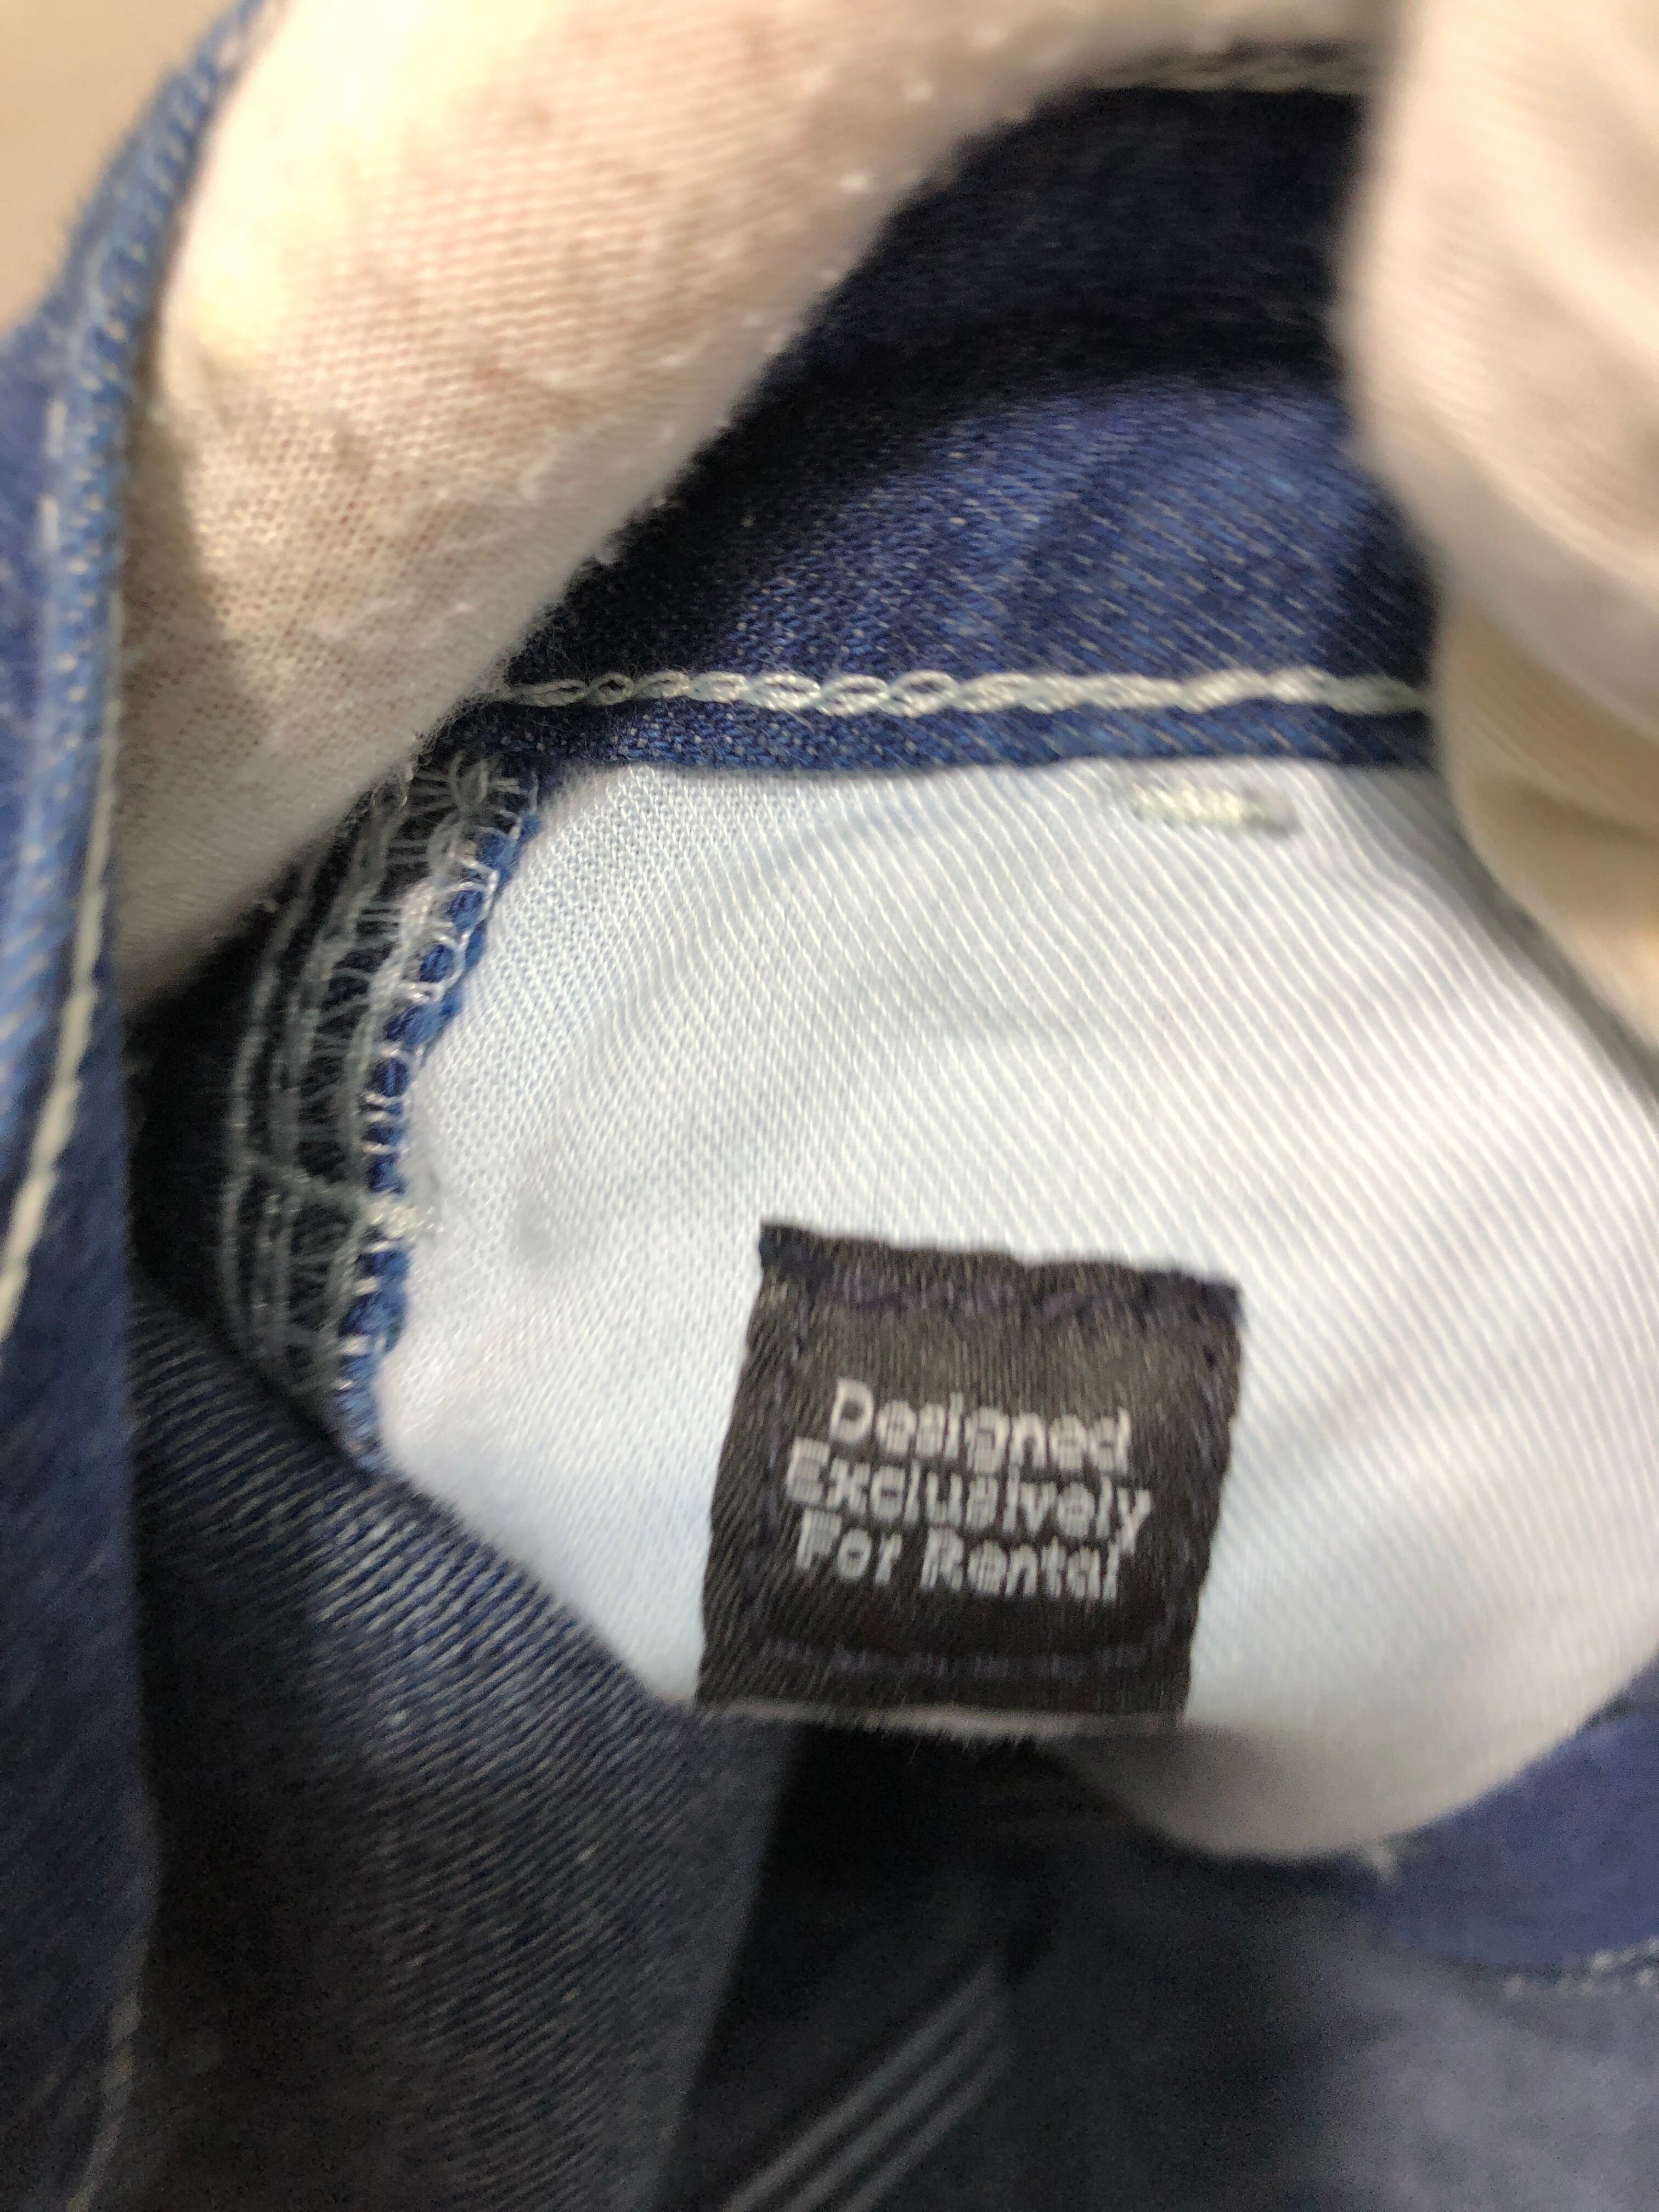 Designed
Exclusively
For Rental